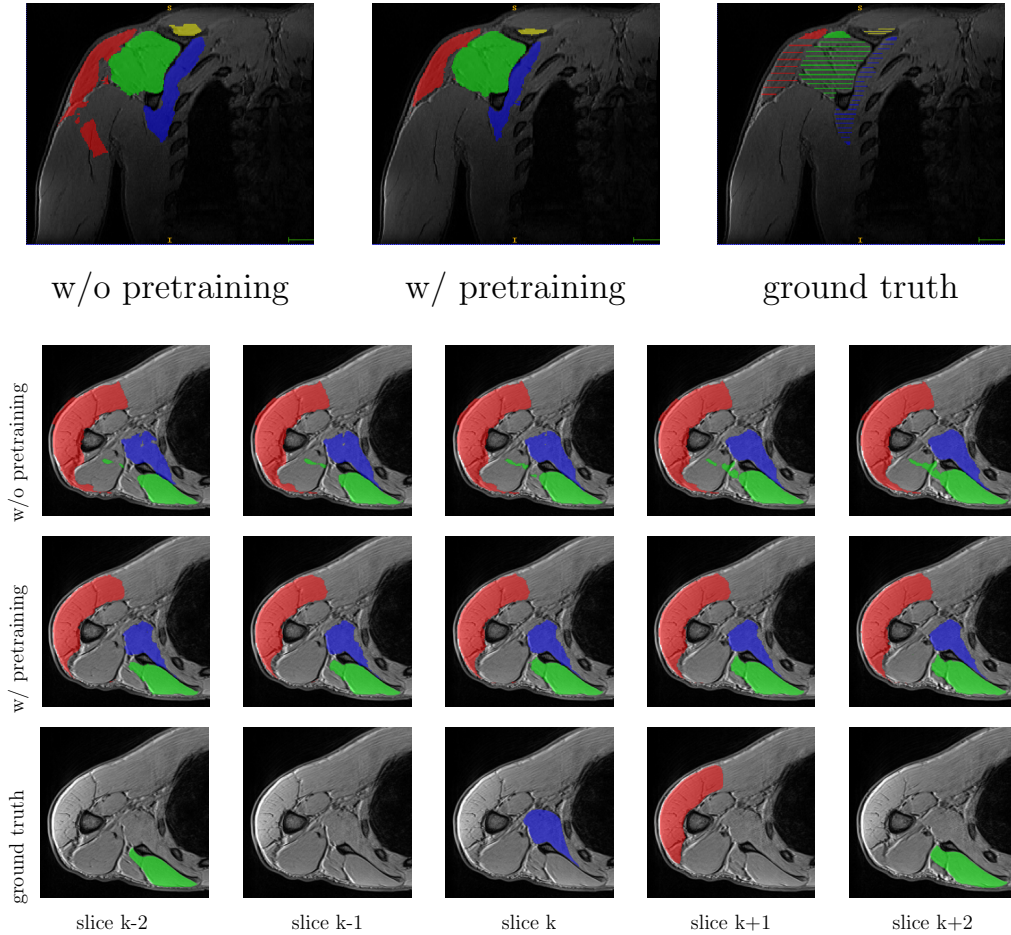 S
S
S
I
I
I
w/o pretraining
w/ pretraining
ground truth
w/o pretraining
w/ pretraining
ground truth
slice k-2
slice k-1
slice k
slice k+1
slice k+2